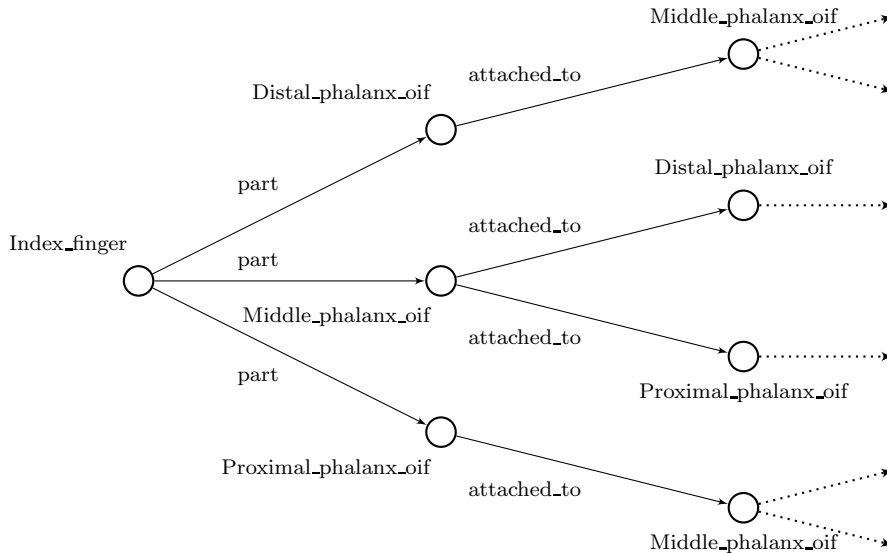 Middle_phalanx_oif
attached_to
Distal_phalanx_oif
Distal_phalanx_oif
part
attached_to
Index_finger
part
Middle_phalanx_oif
attached_to
part
Proximal_phalanx_oif
Proximal_phalanx_oif
attached_to
Middle_phalanx_oif